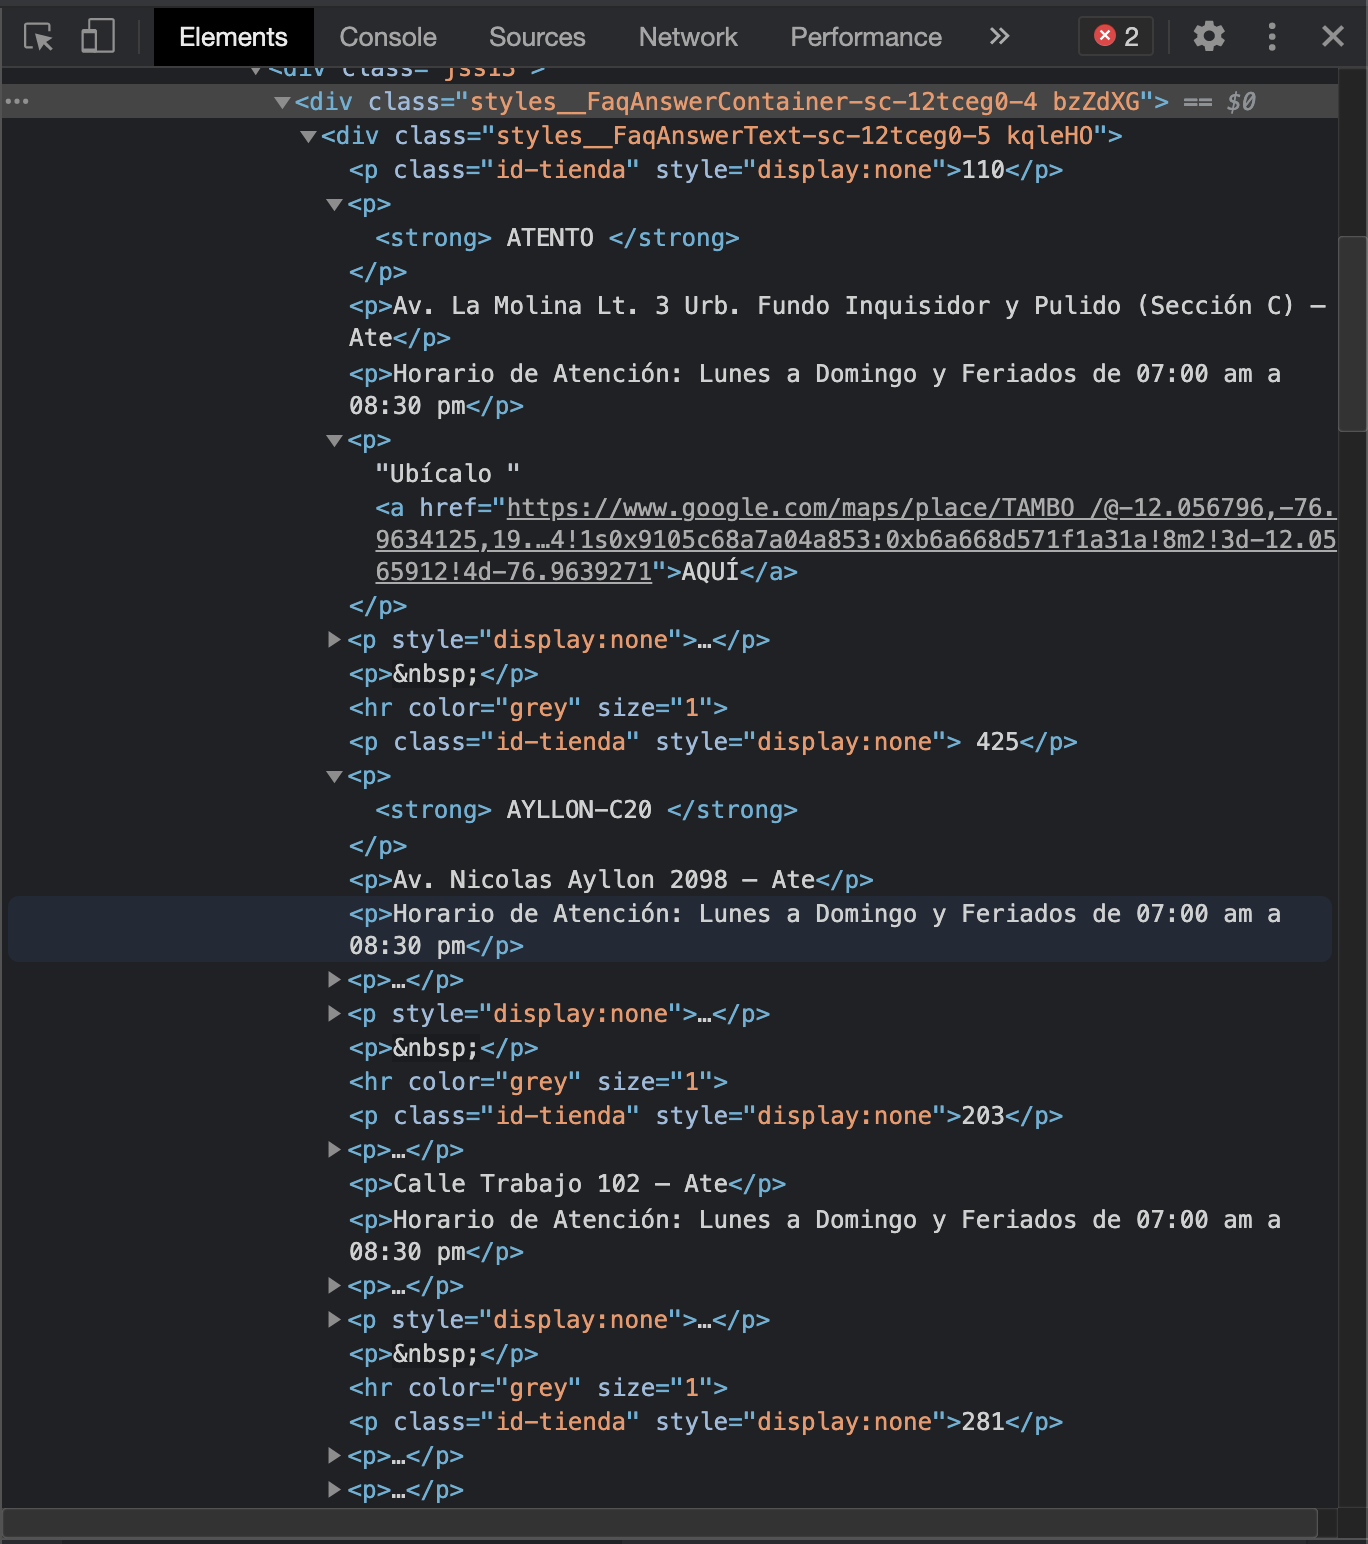 Elements Console Sources Network Performance » 2
<div class="jss13">
... <div class="styles__FaqAnswerContainer-sc-12tceg0-4 bzZdXG"> == $0
<div class="styles__FaqAnswerText-sc-12tceg0-5 kqleHO">
<p class="id-tienda" style="display:none">110</p>
<p>
<strong> ATENTO </strong>
</p>
<p>Av. La Molina Lt. 3 Urb. Fundo Inquisidor y Pulido (Sección C) –
Ate</p>
<p>Horario de Atención: Lunes a Domingo y Feriados de 07:00 am a
08:30 pm</p>
<p>
"Ubícalo "
<a href="https://www.google.com/maps/place/TAMBO_/@-12.056796,-76.
9634125,19.…4!1s0x9105c68a7a04a853:0xb6a668d571f1a31a!8m2!3d-12.05
65912!4d-76.9639271">AQUÍ</a>
</p>
<p style="display:none">…</p>
<p>&nbsp;</p>
<hr color="grey" size="1">
<p class="id-tienda" style="display:none"> 425</p>
<p>
<strong> AYLLON-C20 </strong>
</p>
<p>Av. Nicolas Ayllon 2098 – Ate</p>
<p>Horario de Atención: Lunes a Domingo y Feriados de 07:00 am a
08:30 pm</p>
<p>…</p>
<p style="display:none">…</p>
<p>&nbsp;</p>
<hr color="grey" size="1">
<p class="id-tienda" style="display:none">203</p>
<p>…</p>
<p>Calle Trabajo 102 – Ate</p>
<p>Horario de Atención: Lunes a Domingo y Feriados de 07:00 am a
08:30 pm</p>
<p>…</p>
<p style="display:none">…</p>
<p>&nbsp;</p>
<hr color="grey" size="1">
<p class="id-tienda" style="display:none">281</p>
<p>…</p>
<p>…</p>